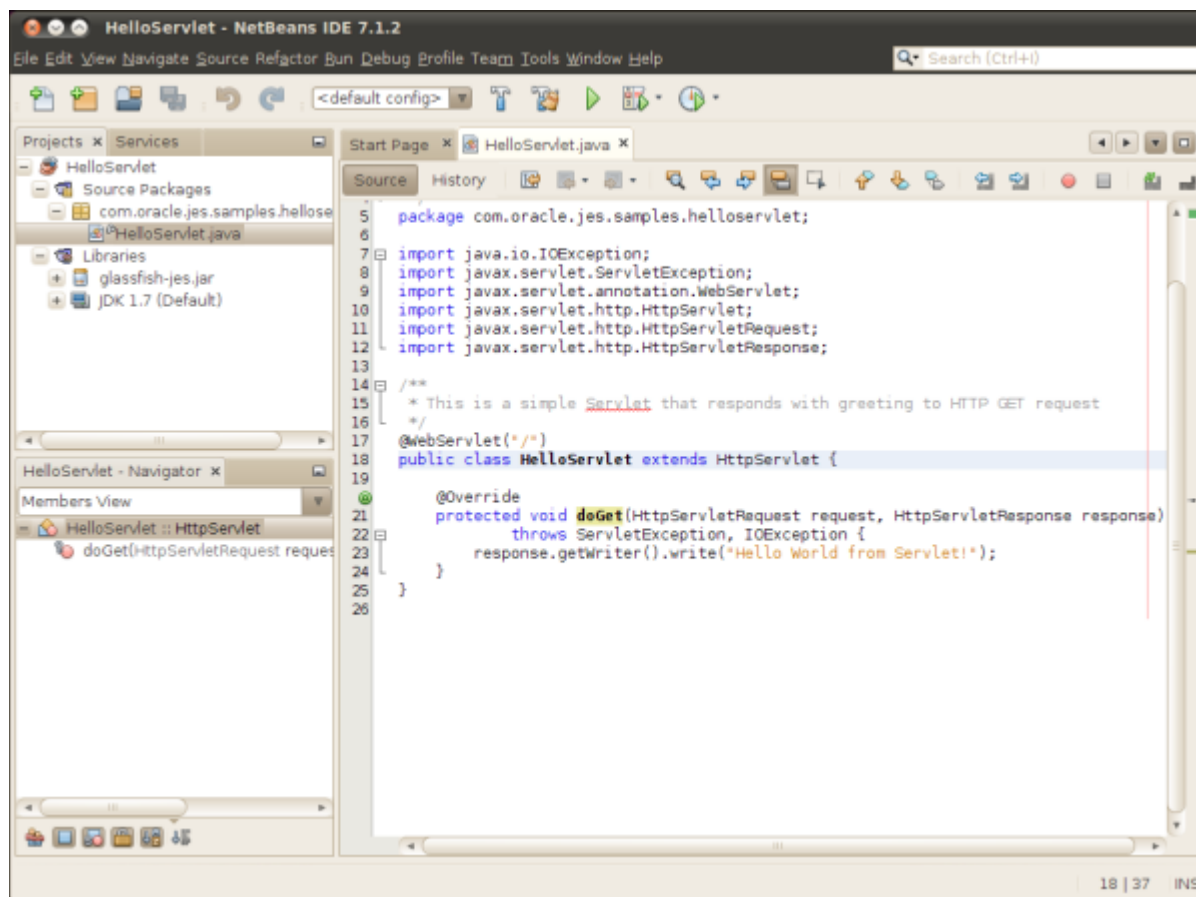 HelloServlet - NetBeans IDE 7.1.2
File Edit View Navigate Source Refactor Run Debug Profile Team Tools Window Help
Search (Ctrl+I)
<default config>
Projects Services
HelloServlet
Source Packages
com.oracle.jes.samples.hellose
HelloServlet.java
Libraries
glassfish-jes.jar
JDK 1.7 (Default)
HelloServlet - Navigator
Members View
HelloServlet :: HttpServlet
doGet(HttpServletRequest reques
Start Page HelloServlet.java
Source History
5 package com.oracle.jes.samples.helloservlet;
6
7 import java.io.IOException;
8 import javax.servlet.ServletException;
9 import javax.servlet.annotation.WebServlet;
10 import javax.servlet.http.HttpServlet;
11 import javax.servlet.http.HttpServletRequest;
12 import javax.servlet.http.HttpServletResponse;
13
14 /**
15 * This is a simple Servlet that responds with greeting to HTTP GET request
16 */
17 @WebServlet("/")
18 public class HelloServlet extends HttpServlet {
19
@Override
21 protected void doGet(HttpServletRequest request, HttpServletResponse response)
22 throws ServletException, IOException {
23 response.getWriter().write("Hello World from Servlet!");
24 }
25 }
26
18 | 37 INS